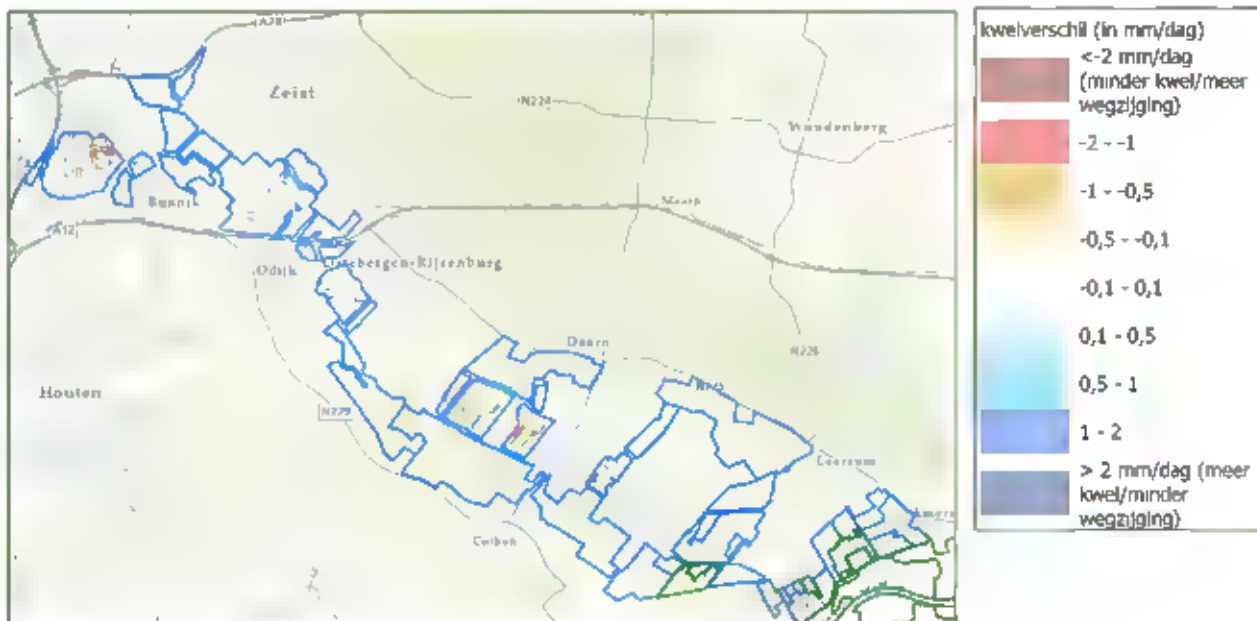 (A28)
Zeist
N224
Woudenberg
Bunnik
(A12)
Maarn
Odijk
Driebergen-Rijsenburg
Doorn
N226
Houten
N229
Leersum
Cothen
kwelverschil (in mm/dag)
<-2 mm/dag
(minder kwel/meer
wegzijging)
-2 - -1
-1 - -0,5
-0,5 - -0,1
-0,1 - 0,1
0,1 - 0,5
0,5 - 1
1 - 2
> 2 mm/dag (meer
kwel/minder
wegzijging)